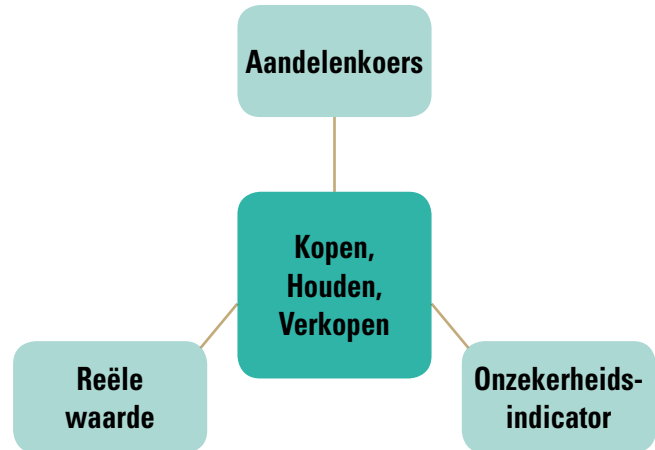 Aandelenkoers
Kopen,
Houden,
Verkopen
Reële
waarde
Onzekerheids-
indicator